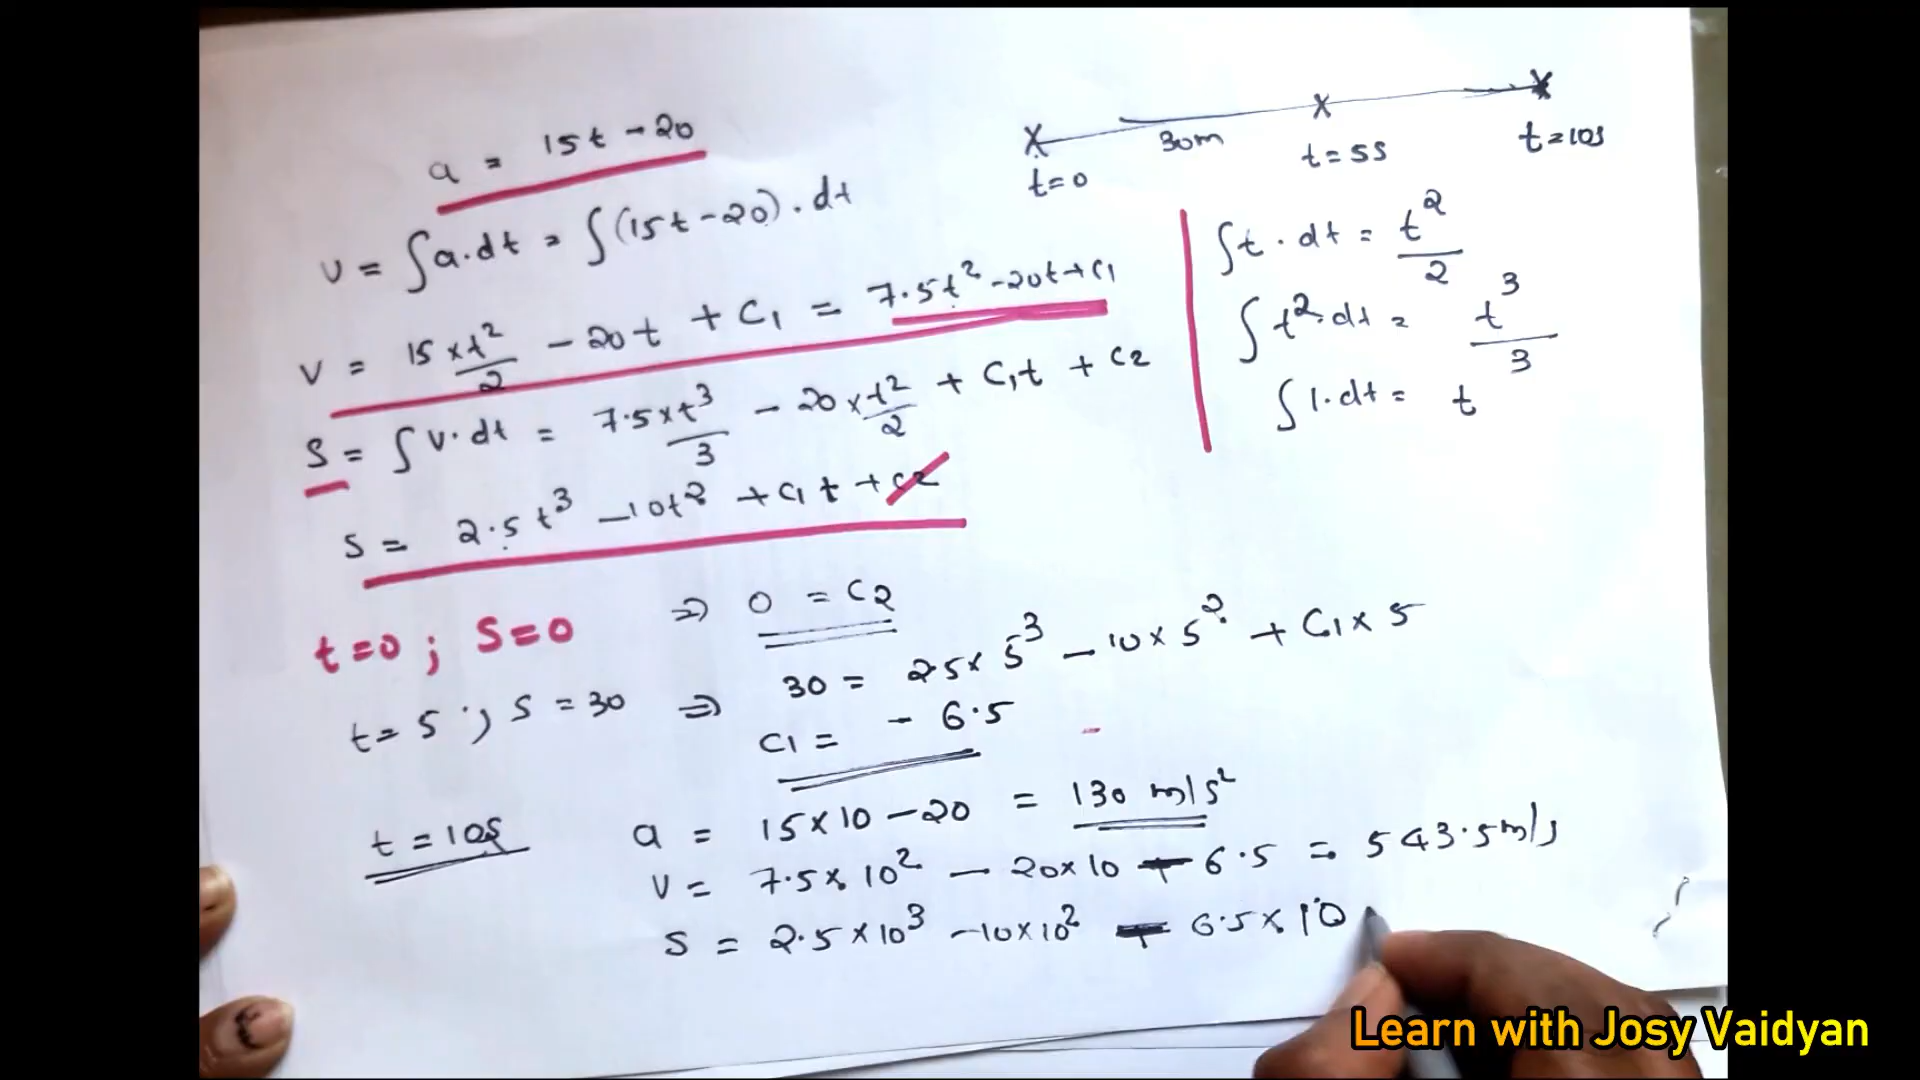 a = 15t - 20
v = ∫a.dt = ∫(15t - 20).dt
v = 15 x t²/2 - 20t + C1 = 7.5t² - 20t + C1
S = ∫v.dt = 7.5 x t³/3 - 20 x t²/2 + C1t + C2
S = 2.5t³ - 10t² + C1t + C2
t=0 ; S=0 ⇒ 0 = C2
t = 5 ; S = 30 ⇒ 30 = 2.5 x 5³ - 10 x 5² + C1 x 5
C1 = - 6.5
t = 10s a = 15 x 10 - 20 = 130 m/s²
v = 7.5 x 10² - 20 x 10 - 6.5 = 543.5 m/s
S = 2.5 x 10³ - 10 x 10² - 6.5 x 10
x 30m x x
t=0 t=5s t=10s
∫t.dt = t²/2
∫t².dt = t³/3
∫1.dt = t
Learn with Josy Vaidyan